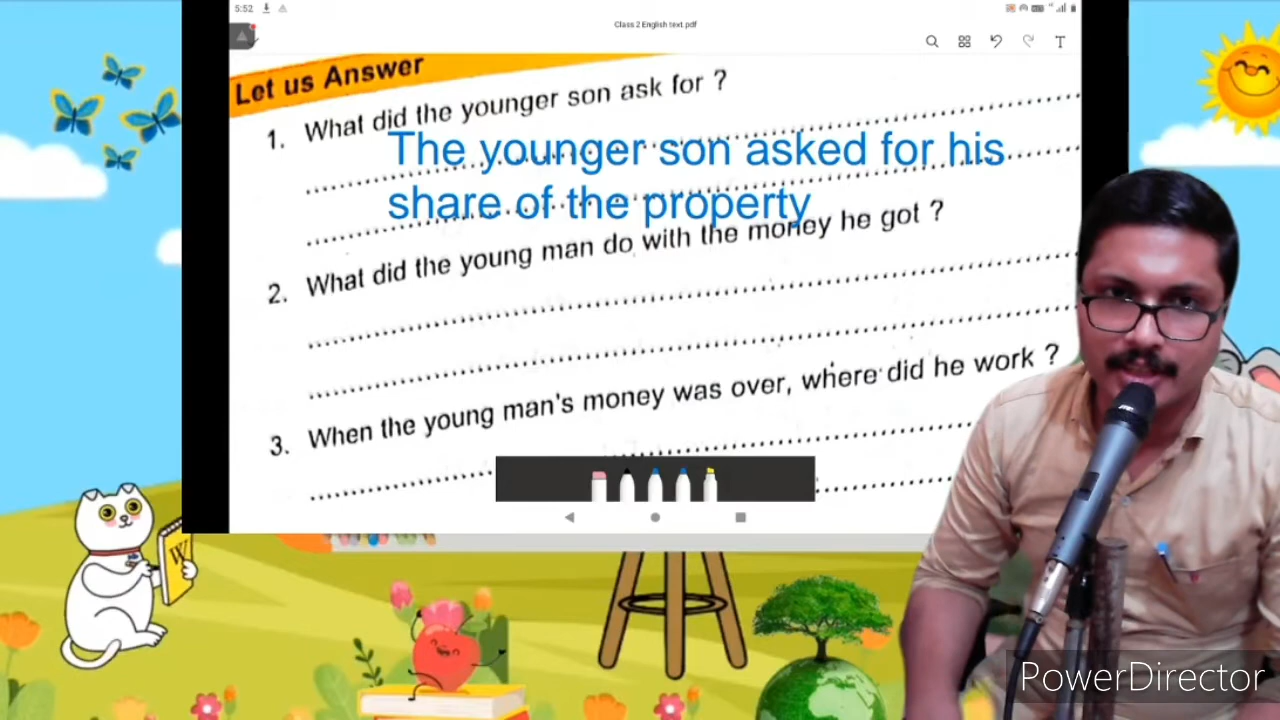 5:52
Class 2 English text.pdf
T
Let us Answer
1. What did the younger son ask for ?
The younger son asked for his
share of the property
2. What did the young man do with the money he got ?
3. When the young man's money was over, where did he work ?
W
PowerDirector